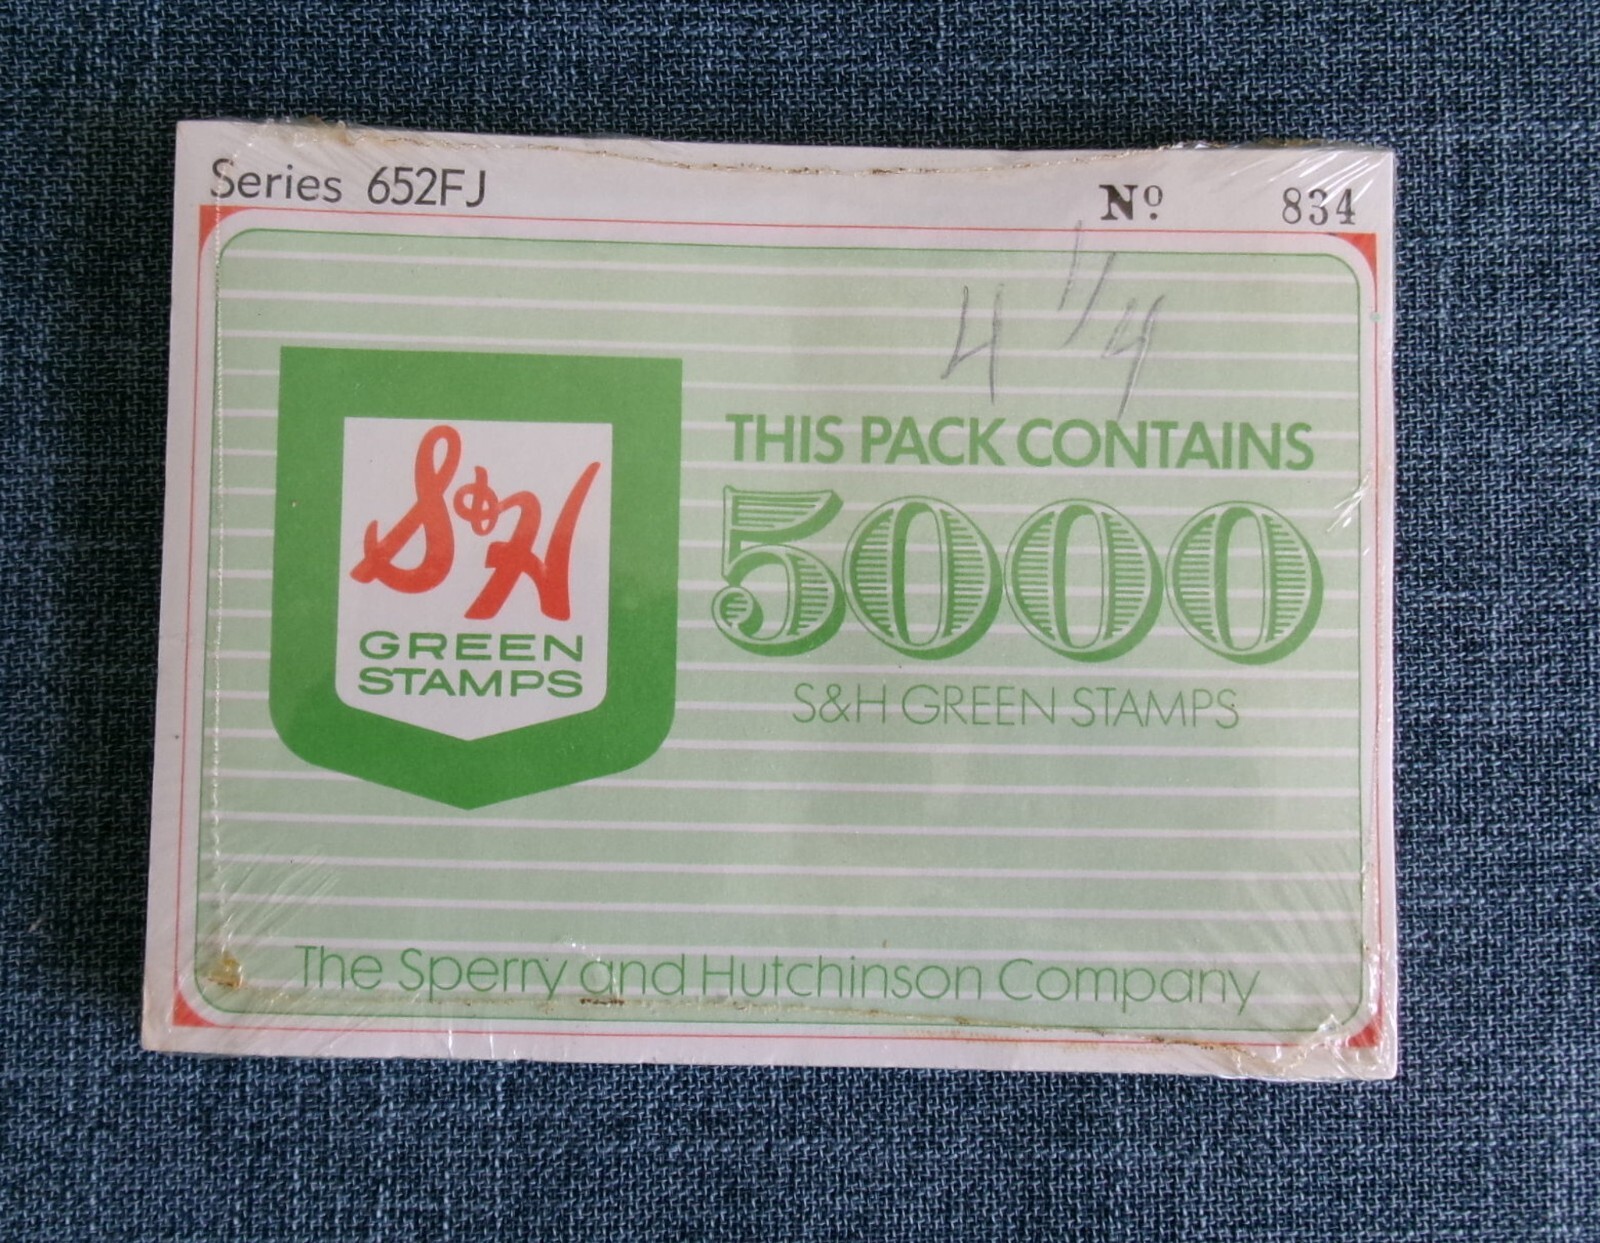 Series 652FJ
Nº 834
4 1/4
THIS PACK CONTAINS
5000
S&H GREEN STAMPS
S&H
GREEN
STAMPS
The Sperry and Hutchinson Company